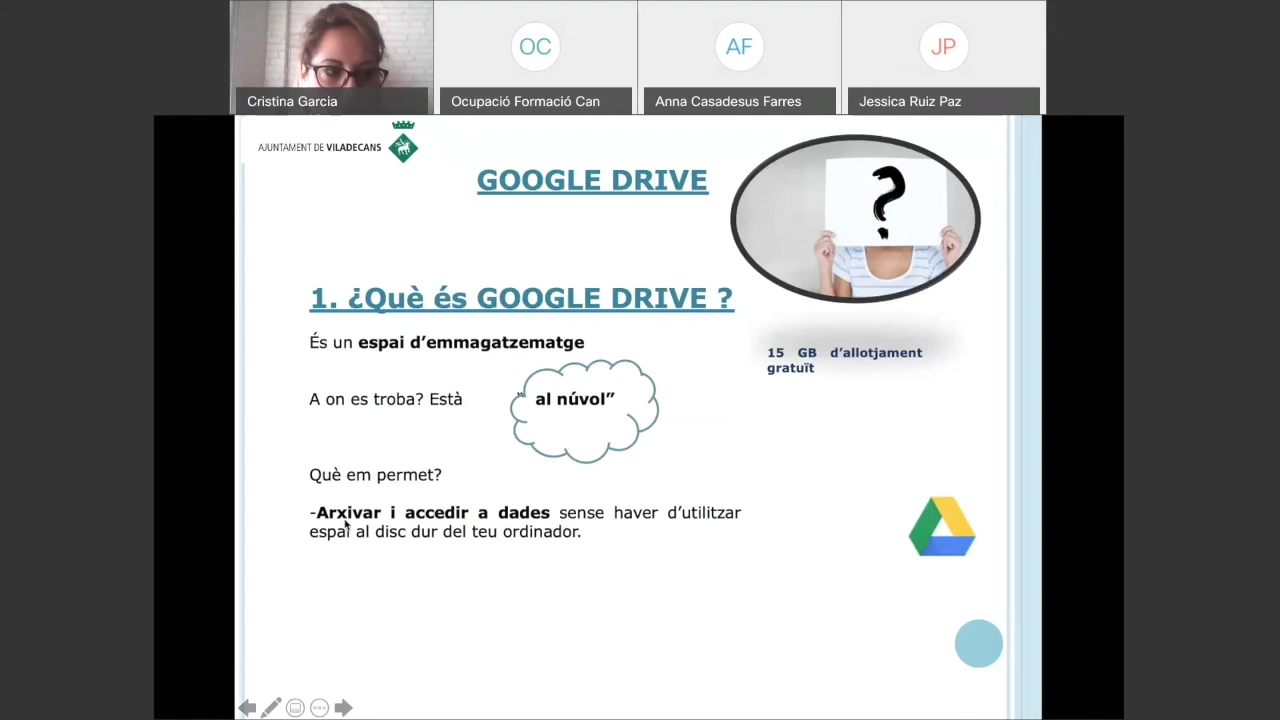 OC
AF
JP
Cristina Garcia
Ocupació Formació Can
Anna Casadesus Farres
Jessica Ruiz Paz
AJUNTAMENT DE VILADECANS
GOOGLE DRIVE
?
1. ¿Què és GOOGLE DRIVE ?
És un espai d’emmagatzematge
15 GB d’allotjament
gratuït
A on es troba? Està “ al núvol”
Què em permet?
-Arxivar i accedir a dades sense haver d’utilitzar
espai al disc dur del teu ordinador.